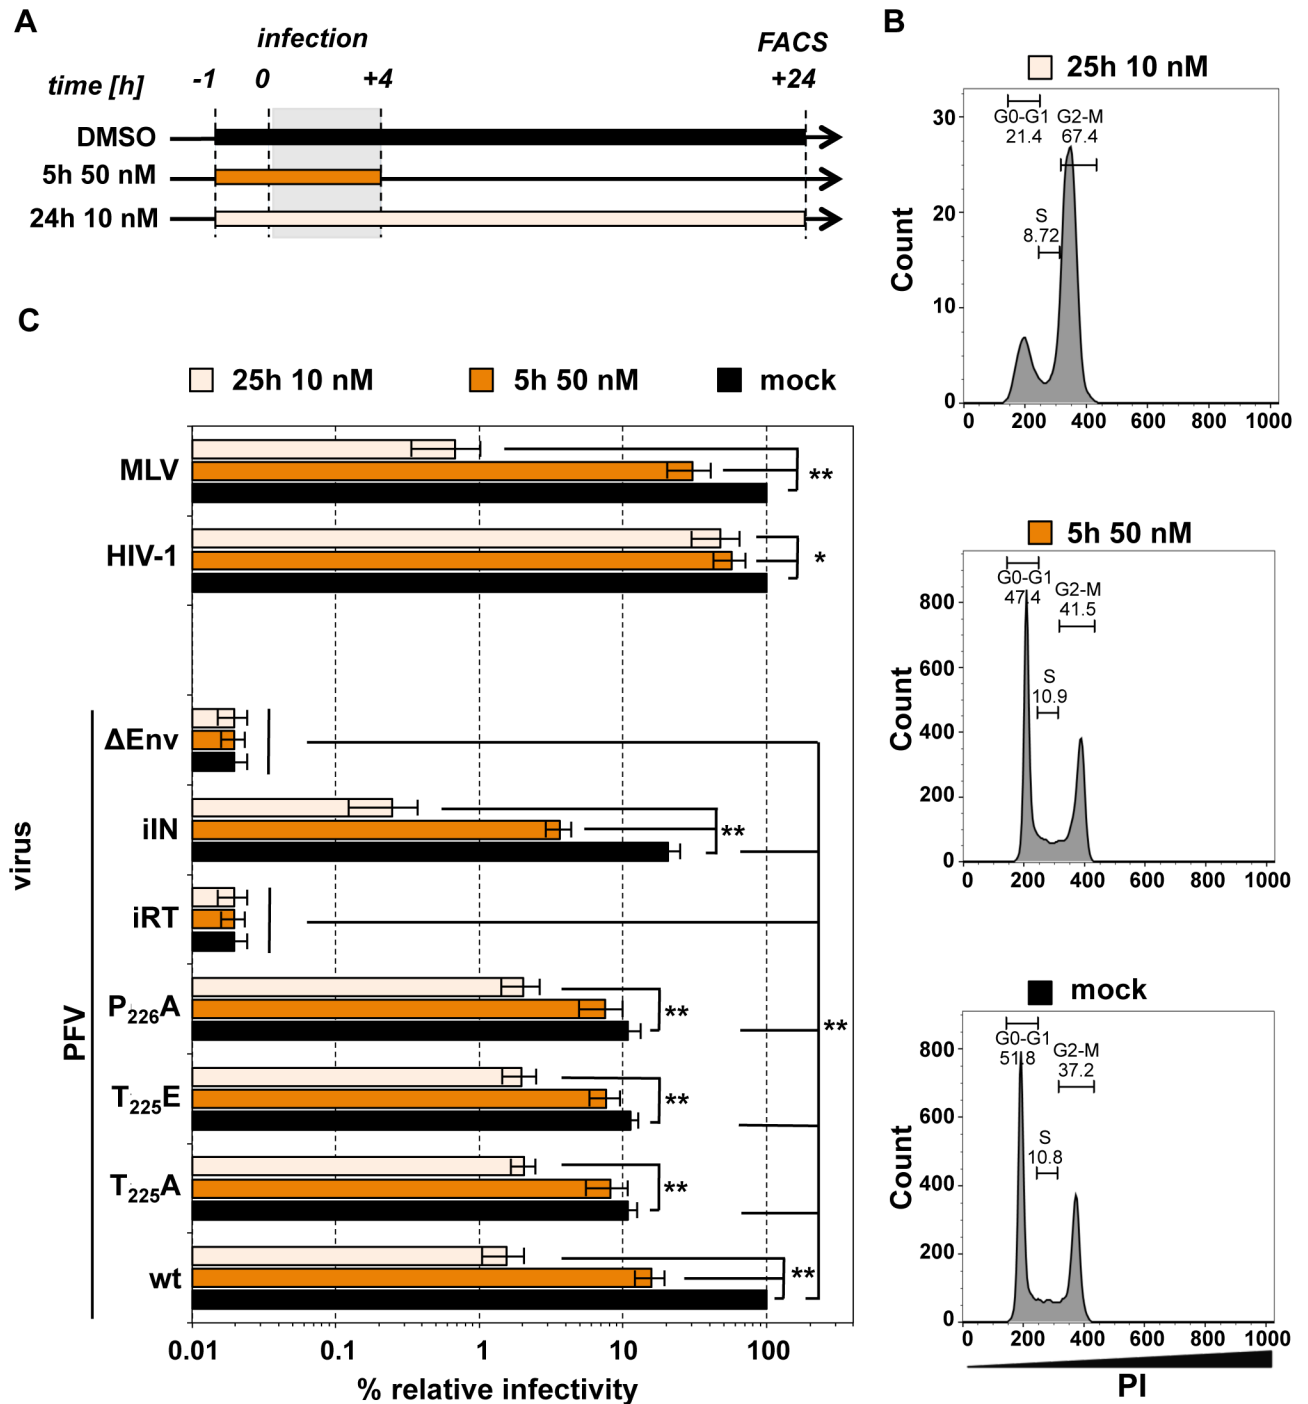 A
infection
FACS
time [h]
-1
0
+4
+24
DMSO
5h 50 nM
24h 10 nM
B
25h 10 nM
Count
30
20
10
0
G0-G1
21.4
G2-M
67.4
S
8.72
0 200 400 600 800 1000
5h 50 nM
Count
800
600
400
200
0
G0-G1
47.4
G2-M
41.5
S
10.9
0 200 400 600 800 1000
mock
Count
800
600
400
200
0
G0-G1
51.8
G2-M
37.2
S
10.8
0 200 400 600 800 1000
PI
C
25h 10 nM
5h 50 nM
mock
MLV
**
HIV-1
*
virus
PFV
ΔEnv
iIN
**
iRT
P226A
**
**
T225E
**
T225A
**
wt
**
0.01 0.1 1 10 100
% relative infectivity